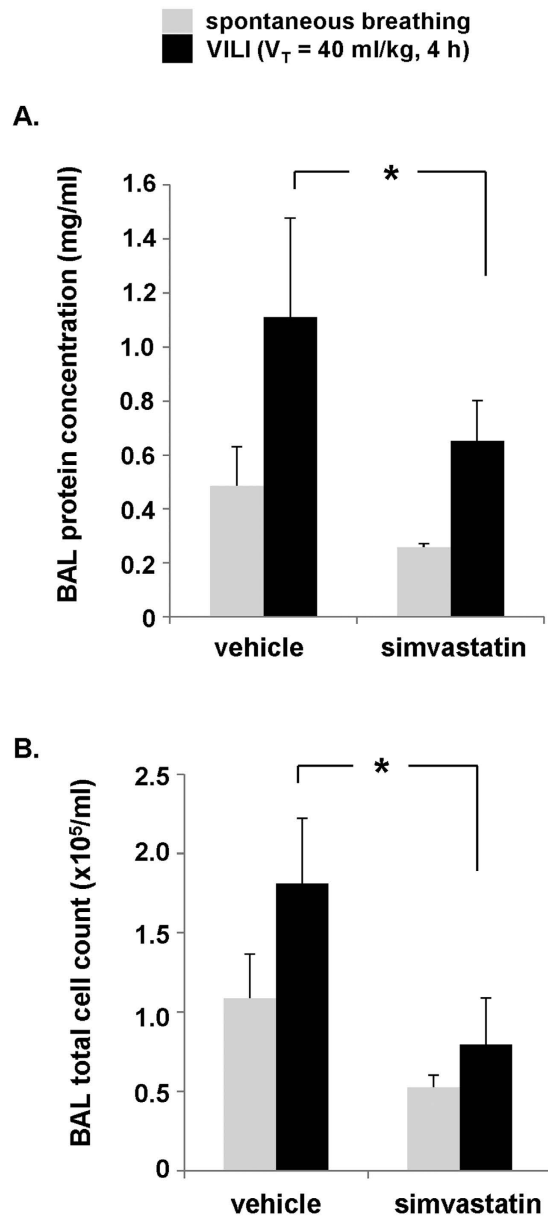 spontaneous breathing
VILI (V_T = 40 ml/kg, 4 h)
A.
BAL protein concentration (mg/ml)
*
1.6
1.4
1.2
1.0
0.8
0.6
0.4
0.2
0
vehicle simvastatin
B.
BAL total cell count (x10⁵/ml)
*
2.5
2.0
1.5
1.0
0.5
0
vehicle simvastatin